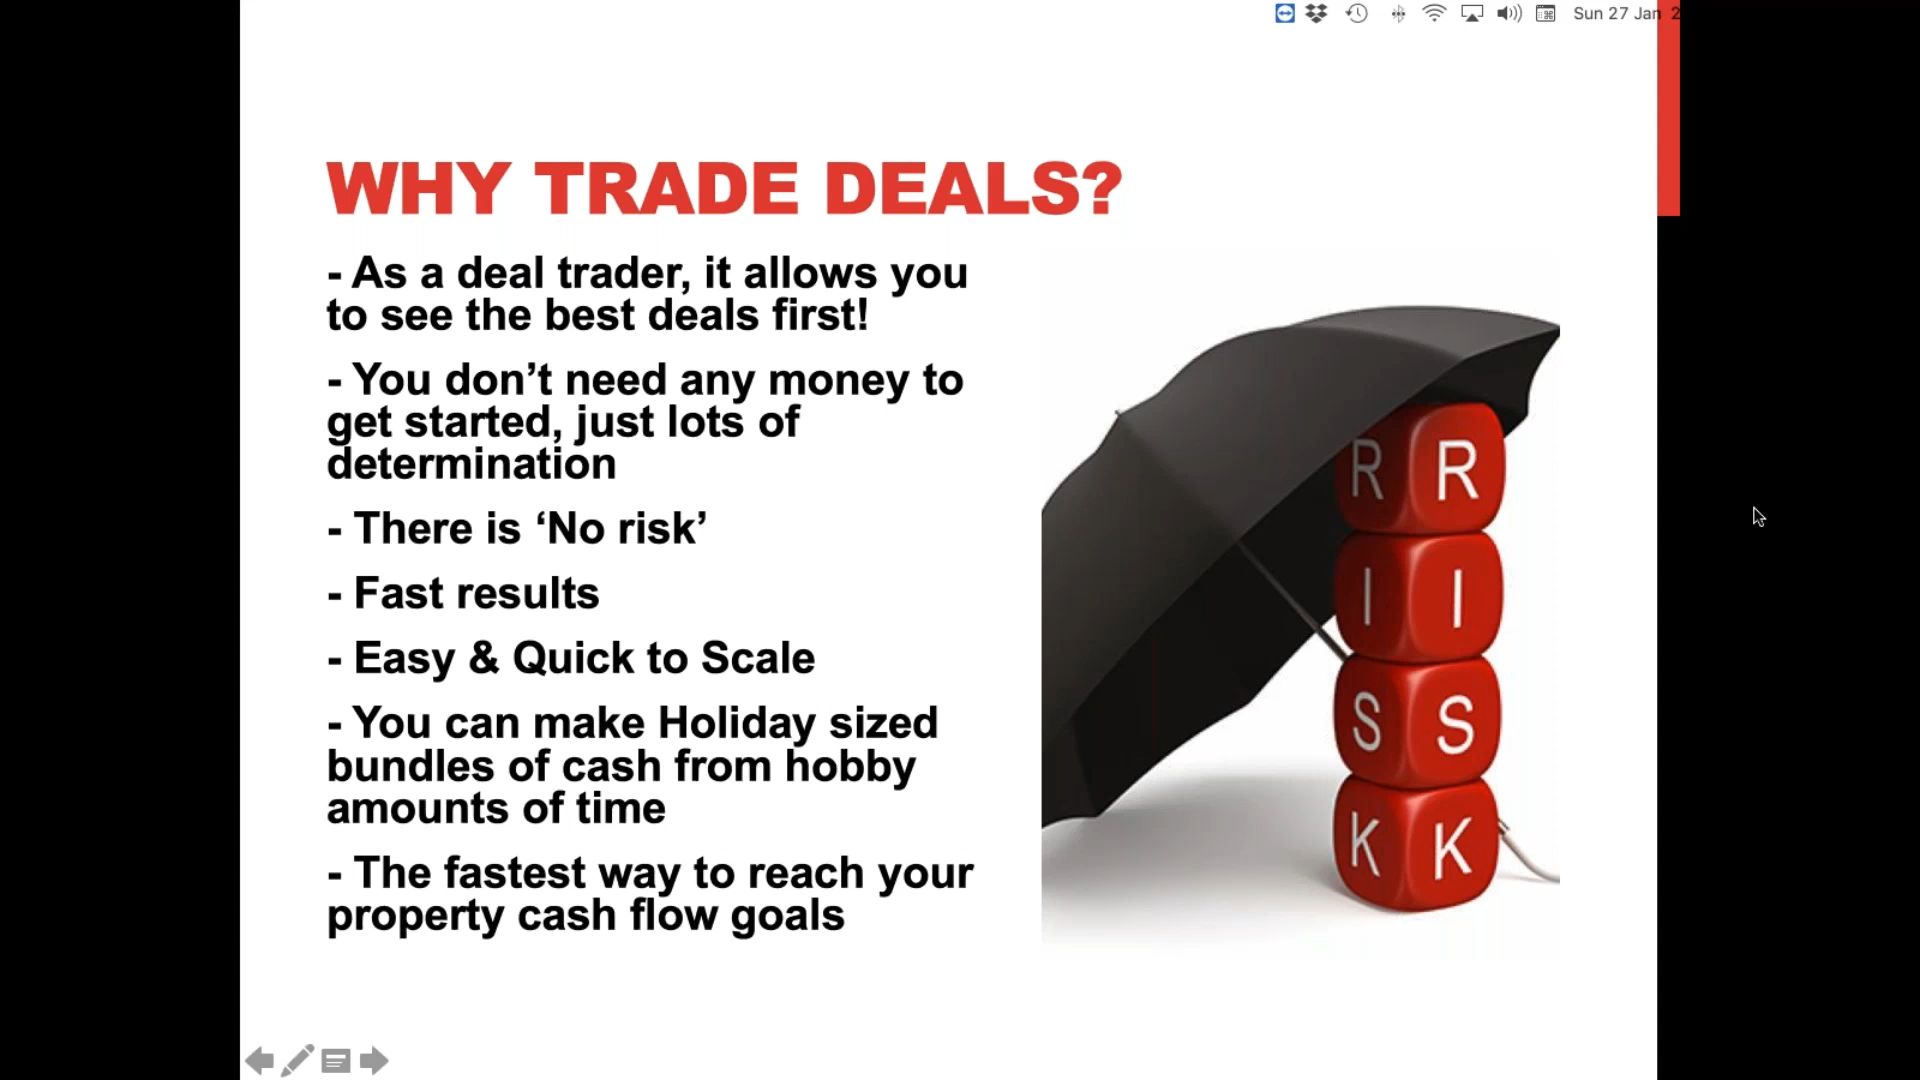 Sun 27 Jan 2
WHY TRADE DEALS?
- As a deal trader, it allows you
to see the best deals first!
- You don’t need any money to
get started, just lots of
determination
- There is ‘No risk’
- Fast results
- Easy & Quick to Scale
- You can make Holiday sized
bundles of cash from hobby
amounts of time
- The fastest way to reach your
property cash flow goals
R R
I I
S S
K K